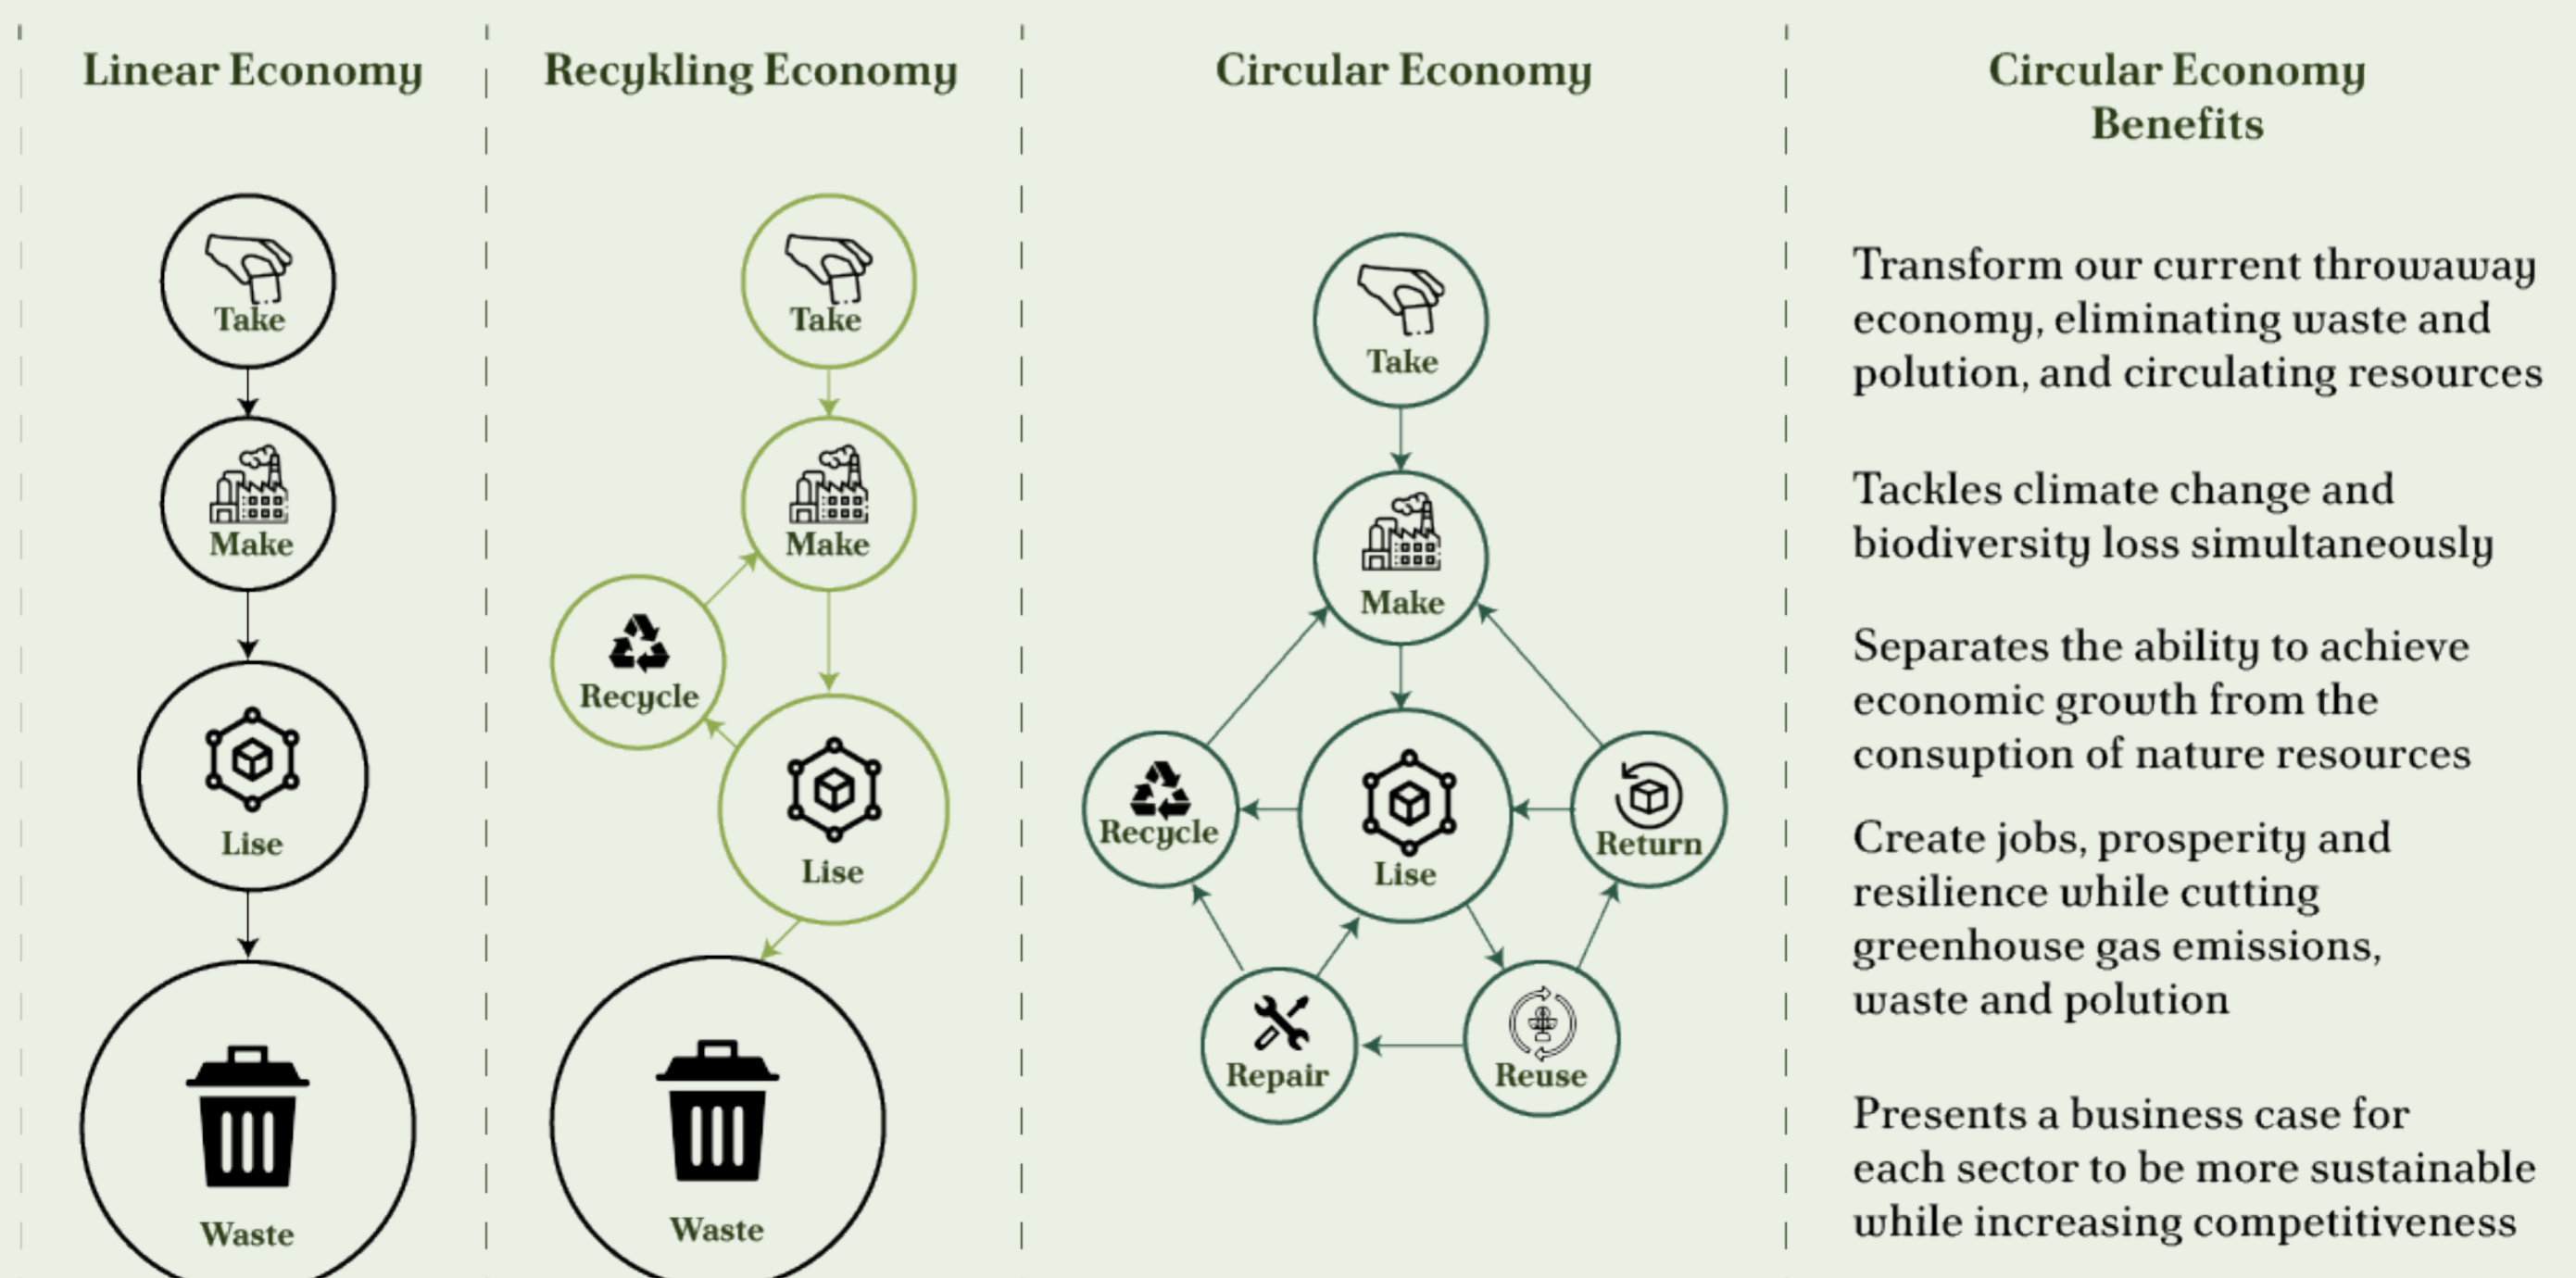 Linear Economy
Take
Make
Lise
Waste
Recykling Economy
Take
Make
Recycle
Lise
Waste
Circular Economy
Take
Make
Recycle
Lise
Return
Repair
Reuse
Circular Economy
Benefits
Transform our current throwaway
economy, eliminating waste and
polution, and circulating resources
Tackles climate change and
biodiversity loss simultaneously
Separates the ability to achieve
economic growth from the
consuption of nature resources
Create jobs, prosperity and
resilience while cutting
greenhouse gas emissions,
waste and polution
Presents a business case for
each sector to be more sustainable
while increasing competitiveness